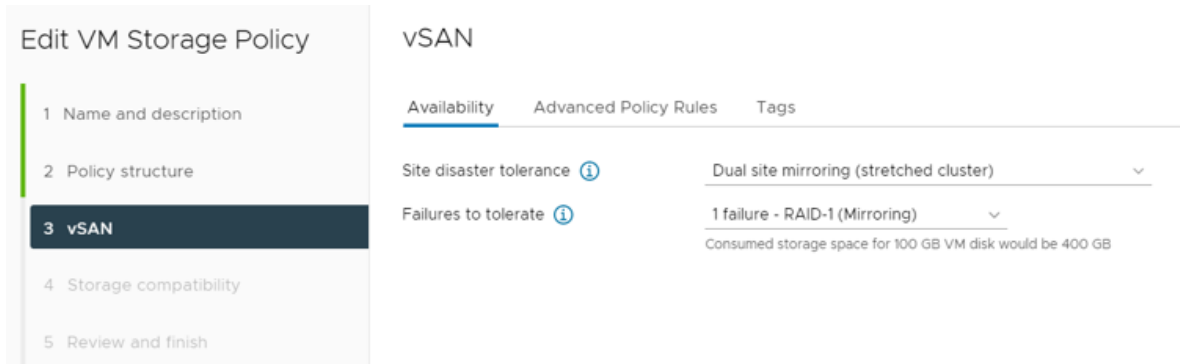 Edit VM Storage Policy
1 Name and description
2 Policy structure
3 vSAN
4 Storage compatibility
5 Review and finish
vSAN
Availability Advanced Policy Rules Tags
Site disaster tolerance Dual site mirroring (stretched cluster)
Failures to tolerate 1 failure - RAID-1 (Mirroring)
Consumed storage space for 100 GB VM disk would be 400 GB